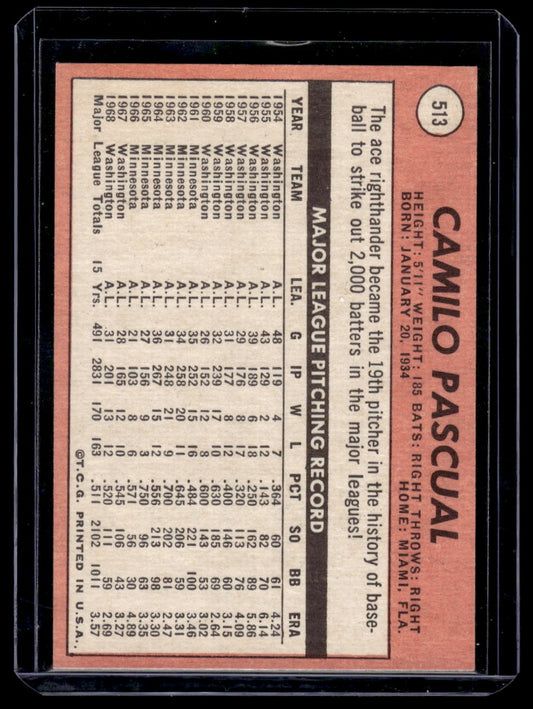 513
CAMILO PASCUAL
HEIGHT: 5'11" WEIGHT: 185 BATS: RIGHT THROWS: RIGHT
BORN: JANUARY 20, 1934 HOME: MIAMI, FLA.
The ace righthander became the 19th pitcher in the history of base-
ball to strike out 2,000 batters in the major leagues!
MAJOR LEAGUE PITCHING RECORD
YEAR TEAM LEA. G IP W L PCT SO BB ERA
1954 Washington A.L. 48 119 4 7 .364 60 61 4.24
1955 Washington A.L. 43 129 2 12 .143 82 70 6.14
1956 Washington A.L. 39 189 6 18 .250 162 89 5.86
1957 Washington A.L. 29 176 8 17 .320 113 76 4.09
1958 Washington A.L. 31 177 8 12 .400 146 60 3.15
1959 Washington A.L. 32 239 17 10 .630 185 69 2.64
1960 Washington A.L. 26 152 12 8 .600 143 53 3.02
1961 Minnesota A.L. 35 252 15 16 .484 221 100 3.46
1962 Minnesota A.L. 34 258 20 11 .645 206 59 3.31
1963 Minnesota A.L. 31 248 21 9 .700 202 81 2.47
1964 Minnesota A.L. 36 267 15 12 .556 213 98 3.30
1965 Minnesota A.L. 27 156 9 3 .750 96 63 3.35
1966 Minnesota A.L. 21 103 8 6 .571 56 30 4.89
1967 Washington A.L. 28 165 12 10 .545 106 43 3.27
1968 Washington A.L. 31 201 13 12 .520 111 59 2.69
Major League Totals 15 Yrs. 491 2831 170 163 .511 2102 1011 3.57
©T.C.G. PRINTED IN U.S.A.